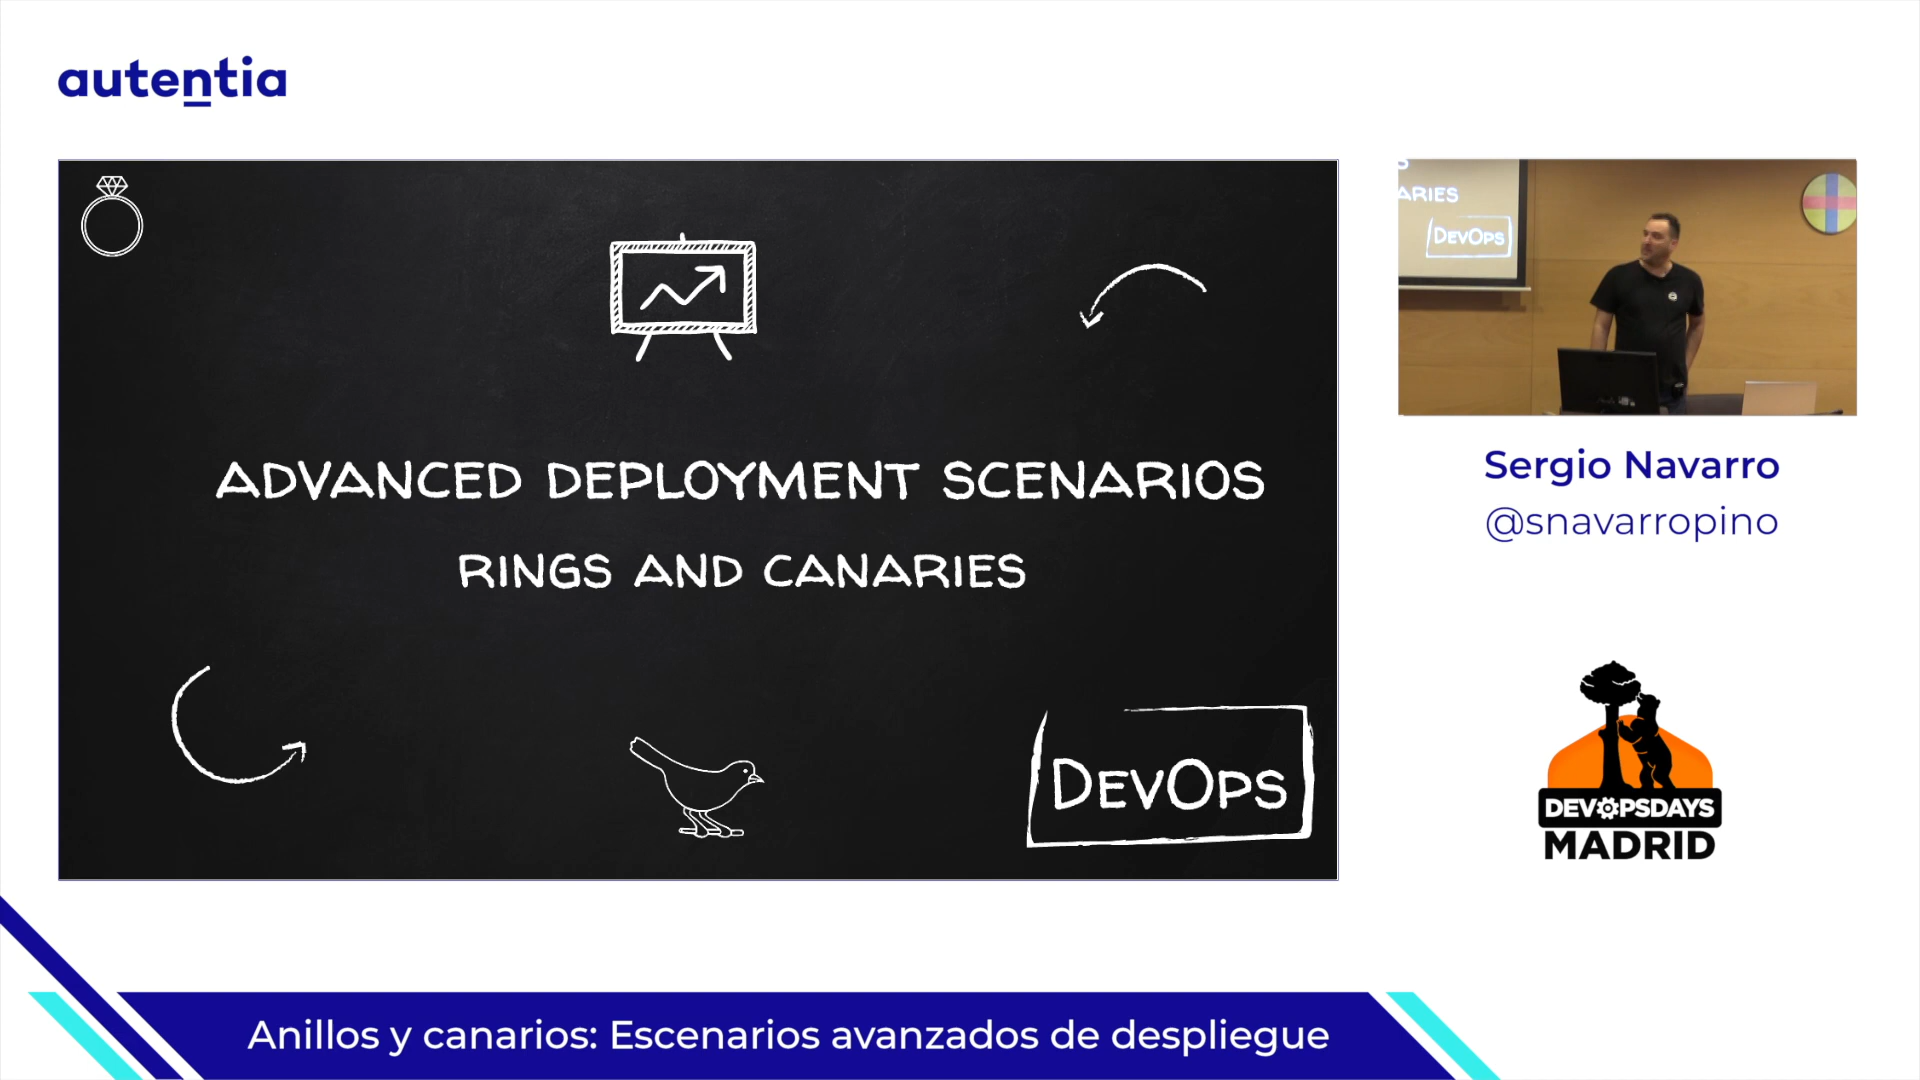 autentia
ADVANCED DEPLOYMENT SCENARIOS
RINGS AND CANARIES
DEVOPS
ARIES
DEVOPS
Sergio Navarro
@snavarropino
DEVOPSDAYS
MADRID
Anillos y canarios: Escenarios avanzados de despliegue